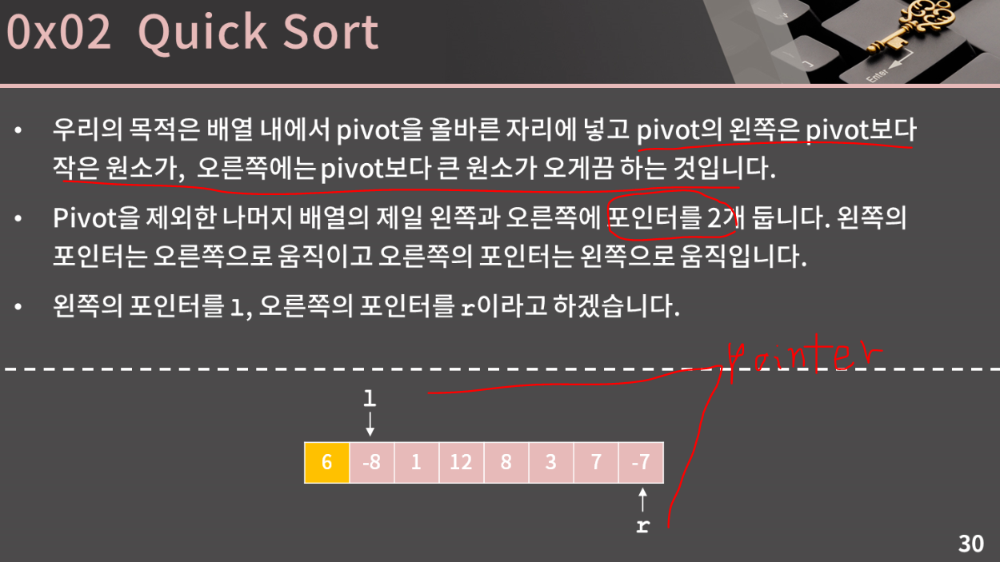 0x02 Quick Sort
Enter
• 우리의 목적은 배열 내에서 pivot을 올바른 자리에 넣고 pivot의 왼쪽은 pivot보다
작은 원소가, 오른쪽에는 pivot보다 큰 원소가 오게끔 하는 것입니다.
• Pivot을 제외한 나머지 배열의 제일 왼쪽과 오른쪽에 포인터를 2개 둡니다. 왼쪽의
포인터는 오른쪽으로 움직이고 오른쪽의 포인터는 왼쪽으로 움직입니다.
• 왼쪽의 포인터를 l, 오른쪽의 포인터를 r이라고 하겠습니다.
pointer
l
6 -8 1 12 8 3 7 -7
r
30